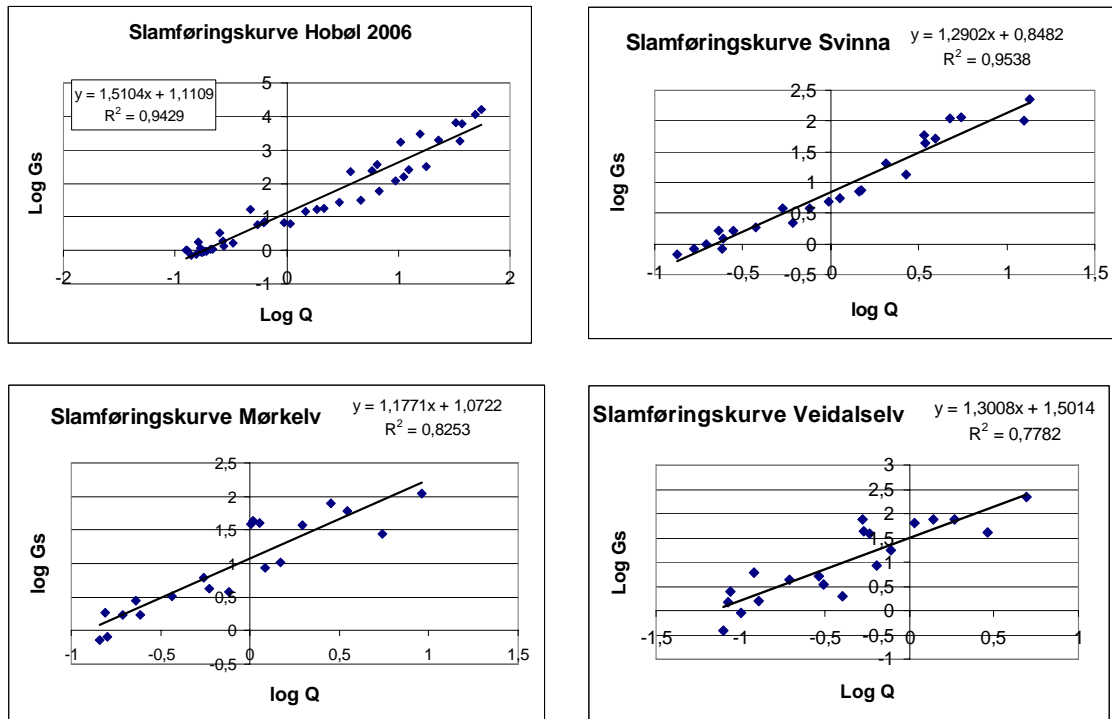 Slamføringskurve Hobøl 2006
y = 1,5104x + 1,1109
R² = 0,9429
Log Gs
5
4
3
2
1
0
-1
-2
-1
0
1
2
Log Q
Slamføringskurve Svinna
y = 1,2902x + 0,8482
R² = 0,9538
log Gs
2,5
2
1,5
1
0,5
0
-0,5
-1
-0,5
0
0,5
1
1,5
log Q
Slamføringskurve Mørkelv
y = 1,1771x + 1,0722
R² = 0,8253
log Gs
2,5
2
1,5
1
0,5
0
-0,5
-1
-0,5
0
0,5
1
1,5
log Q
Slamføringskurve Veidalselv
y = 1,3008x + 1,5014
R² = 0,7782
Log Gs
3
2,5
2
1,5
1
0,5
0
-0,5
-1
-1,5
-1
-0,5
0
0,5
1
Log Q